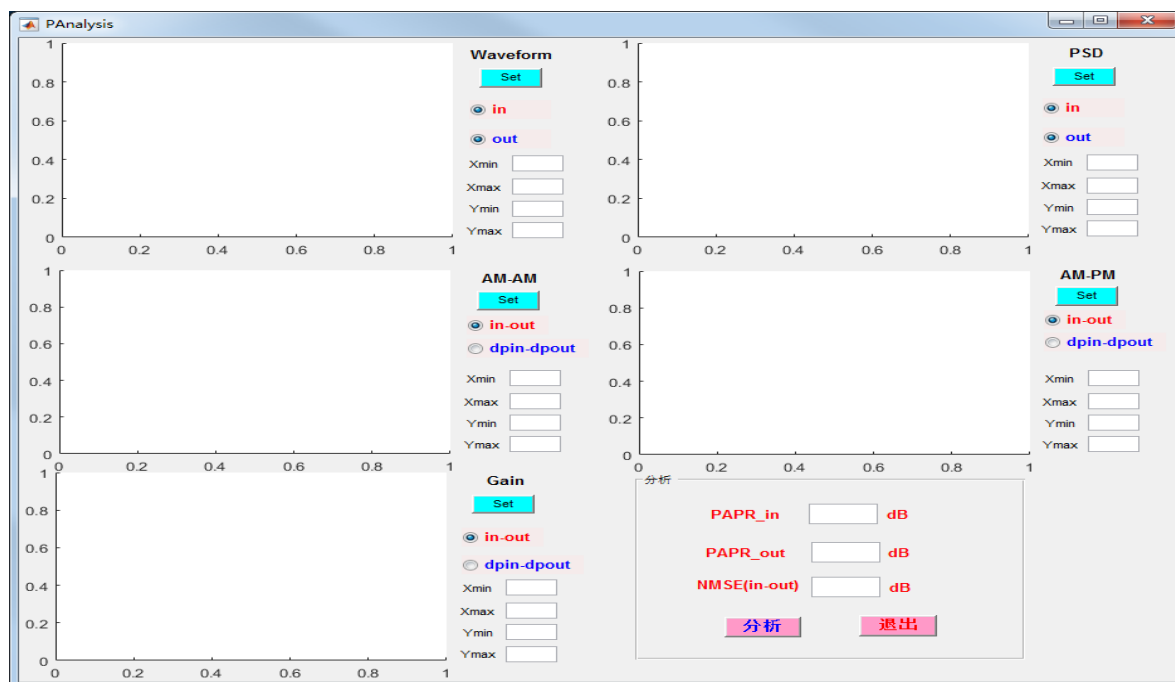 PAnalysis
1
0.8
0.6
0.4
0.2
0
0 0.2 0.4 0.6 0.8 1
Waveform
Set
in
out
Xmin
Xmax
Ymin
Ymax
1
0.8
0.6
0.4
0.2
0
0 0.2 0.4 0.6 0.8 1
PSD
Set
in
out
Xmin
Xmax
Ymin
Ymax
1
0.8
0.6
0.4
0.2
0
0 0.2 0.4 0.6 0.8 1
AM-AM
Set
in-out
dpin-dpout
Xmin
Xmax
Ymin
Ymax
1
0.8
0.6
0.4
0.2
0
0 0.2 0.4 0.6 0.8 1
AM-PM
Set
in-out
dpin-dpout
Xmin
Xmax
Ymin
Ymax
1
0.8
0.6
0.4
0.2
0
0 0.2 0.4 0.6 0.8 1
Gain
Set
in-out
dpin-dpout
Xmin
Xmax
Ymin
Ymax
分析
PAPR_in dB
PAPR_out dB
NMSE(in-out) dB
分析 退出